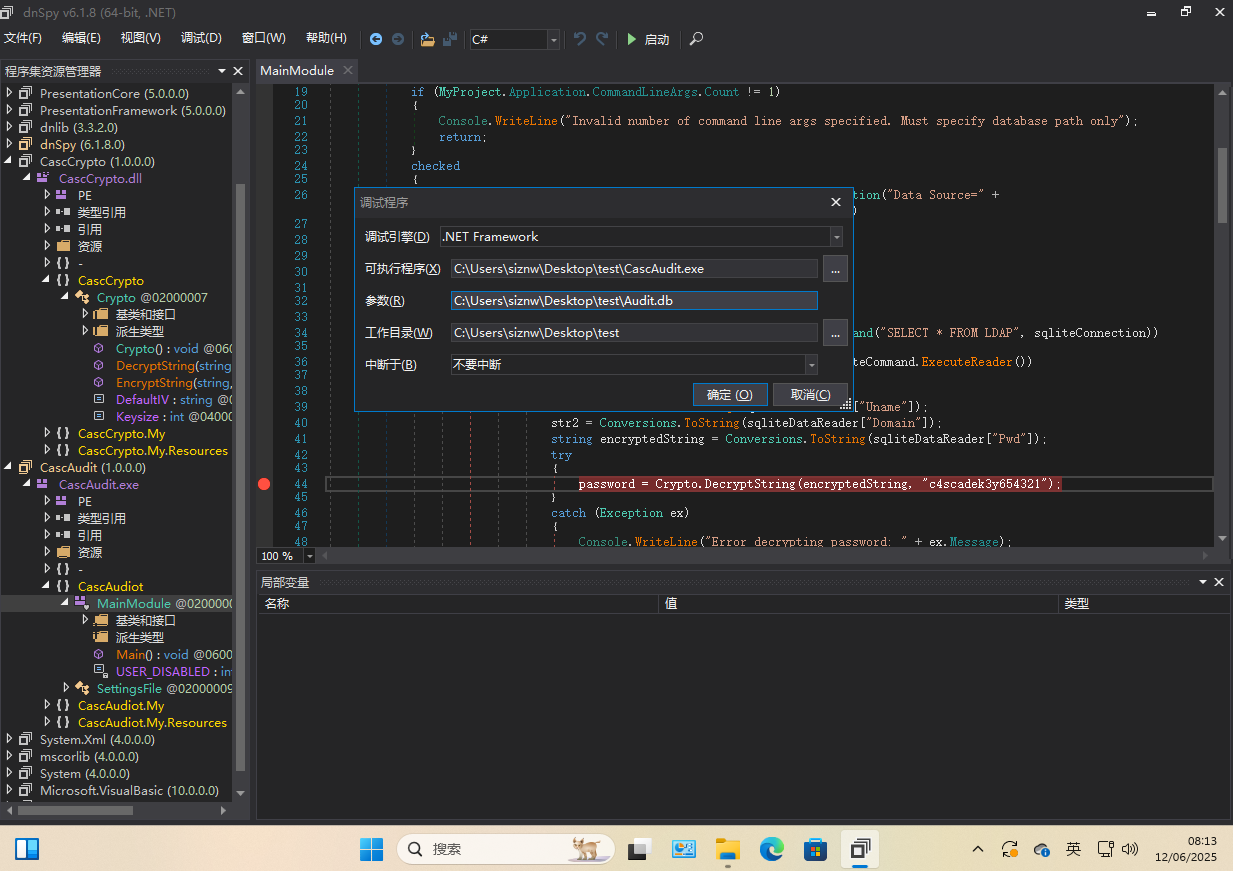 dnSpy v6.1.8 (64-bit, .NET)
文件(F) 编辑(E) 视图(V) 调试(D) 窗口(W) 帮助(H) C# 启动
程序集资源管理器
PresentationCore (5.0.0.0)
PresentationFramework (5.0.0.0)
dnlib (3.3.2.0)
dnSpy (6.1.8.0)
CascCrypto (1.0.0.0)
CascCrypto.dll
PE
类型引用
引用
资源
{ } -
{ } CascCrypto
Crypto @02000007
基类和接口
派生类型
Crypto() : void @060
DecryptString(string
EncryptString(string,
DefaultIV : string @0
Keysize : int @04000
{ } CascCrypto.My
{ } CascCrypto.My.Resources
CascAudit (1.0.0.0)
CascAudit.exe
PE
类型引用
引用
资源
{ } -
{ } CascAudiot
MainModule @0200000
基类和接口
派生类型
Main() : void @0600
USER_DISABLED : int
SettingsFile @02000009
{ } CascAudiot.My
{ } CascAudiot.My.Resources
System.Xml (4.0.0.0)
mscorlib (4.0.0.0)
System (4.0.0.0)
Microsoft.VisualBasic (10.0.0.0)
MainModule
19 if (MyProject.Application.CommandLineArgs.Count != 1)
20 {
21 Console.WriteLine("Invalid number of command line args specified. Must specify database path only");
22 return;
23 }
24 checked
25 {
26 tion("Data Source=" +
)
27
28
29
30
31
32
33
34 and("SELECT * FROM LDAP", sqliteConnection))
35
36 teCommand.ExecuteReader())
37
38
39 ["Uname"]);
40 str2 = Conversions.ToString(sqliteDataReader["Domain"]);
41 string encryptedString = Conversions.ToString(sqliteDataReader["Pwd"]);
42 try
43 {
44 password = Crypto.DecryptString(encryptedString, "c4scadek3y654321");
45 }
46 catch (Exception ex)
47 {
48 Console.WriteLine("Error decrypting password: " + ex.Message);
100 %
调试程序
调试引擎(D) .NET Framework
可执行程序(X) C:\Users\siznw\Desktop\test\CascAudit.exe ...
参数(R) C:\Users\siznw\Desktop\test\Audit.db
工作目录(W) C:\Users\siznw\Desktop\test ...
中断于(B) 不要中断
确定 (O) 取消(C)
局部变量
名称 值 类型
搜索
英
08:13
12/06/2025